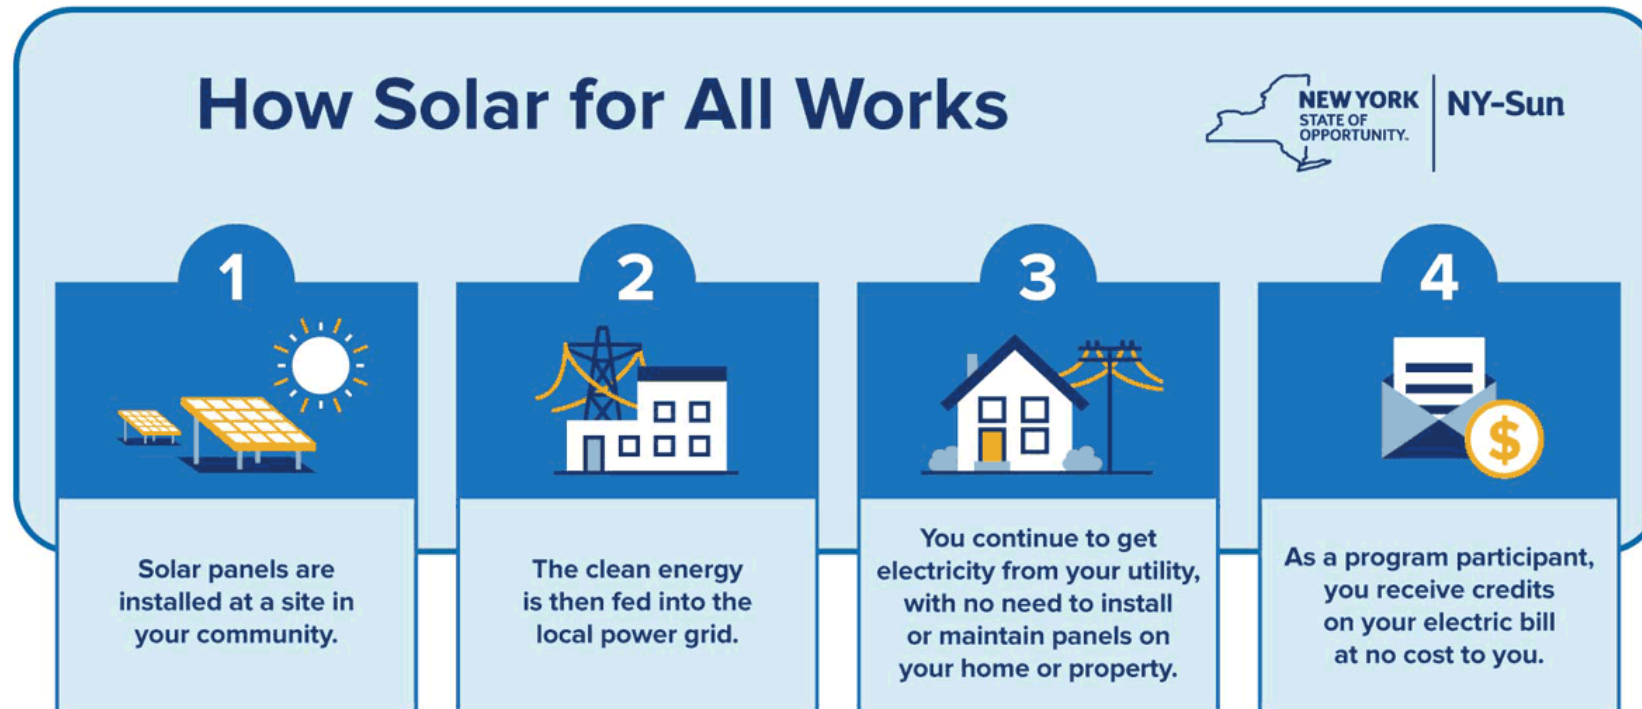 How Solar for All Works
NEW YORK
STATE OF
OPPORTUNITY.
NY-Sun
1
Solar panels are
installed at a site in
your community.
2
The clean energy
is then fed into the
local power grid.
3
You continue to get
electricity from your utility,
with no need to install
or maintain panels on
your home or property.
4
$
As a program participant,
you receive credits
on your electric bill
at no cost to you.